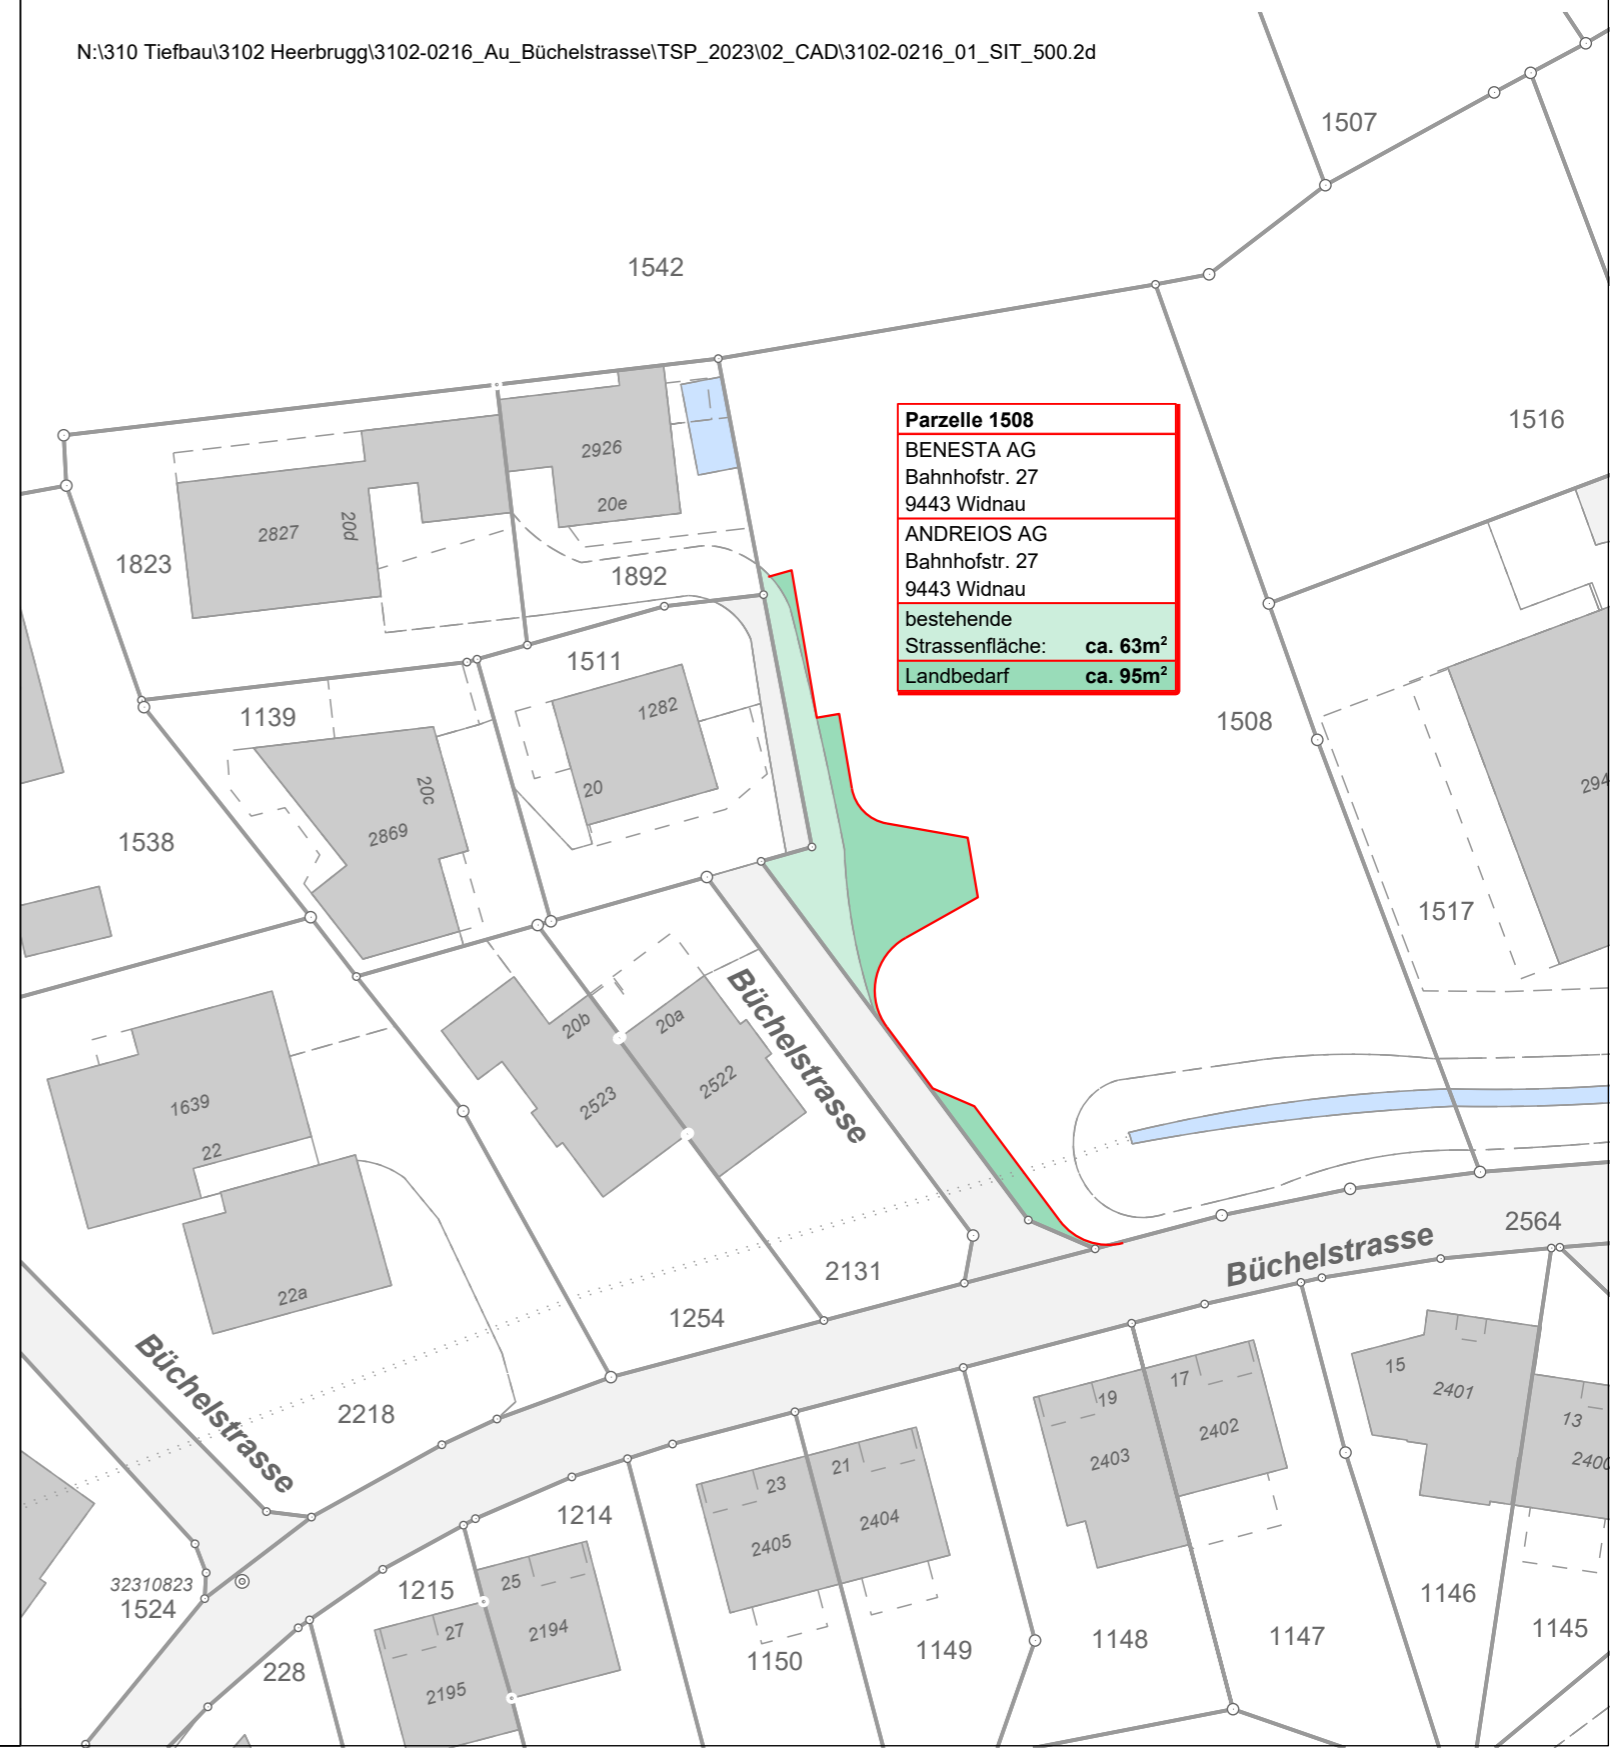 N:\310 Tiefbau\3102 Heerbrugg\3102-0216_Au_Büchelstrasse\TSP_2023\02_CAD\3102-0216_01_SIT_500.2d
1507
1542
1516
Parzelle 1508
BENESTA AG
Bahnhofstr. 27
9443 Widnau
ANDREIOS AG
Bahnhofstr. 27
9443 Widnau
bestehende
Strassenfläche: ca. 63m²
Landbedarf ca. 95m²
2926
20e
2827
20d
1823
1892
1511
1282
20
1139
20c
2869
1538
1508
294
1517
Büchelstrasse
20b
20a
2523
2522
1639
22
22a
2131
1254
2564
Büchelstrasse
Büchelstrasse
2218
15
2401
13
2400
19
17
2403
2402
23
21
2405
2404
1214
32310823
1524
1215
25
27
2194
2195
228
1150
1149
1148
1147
1146
1145